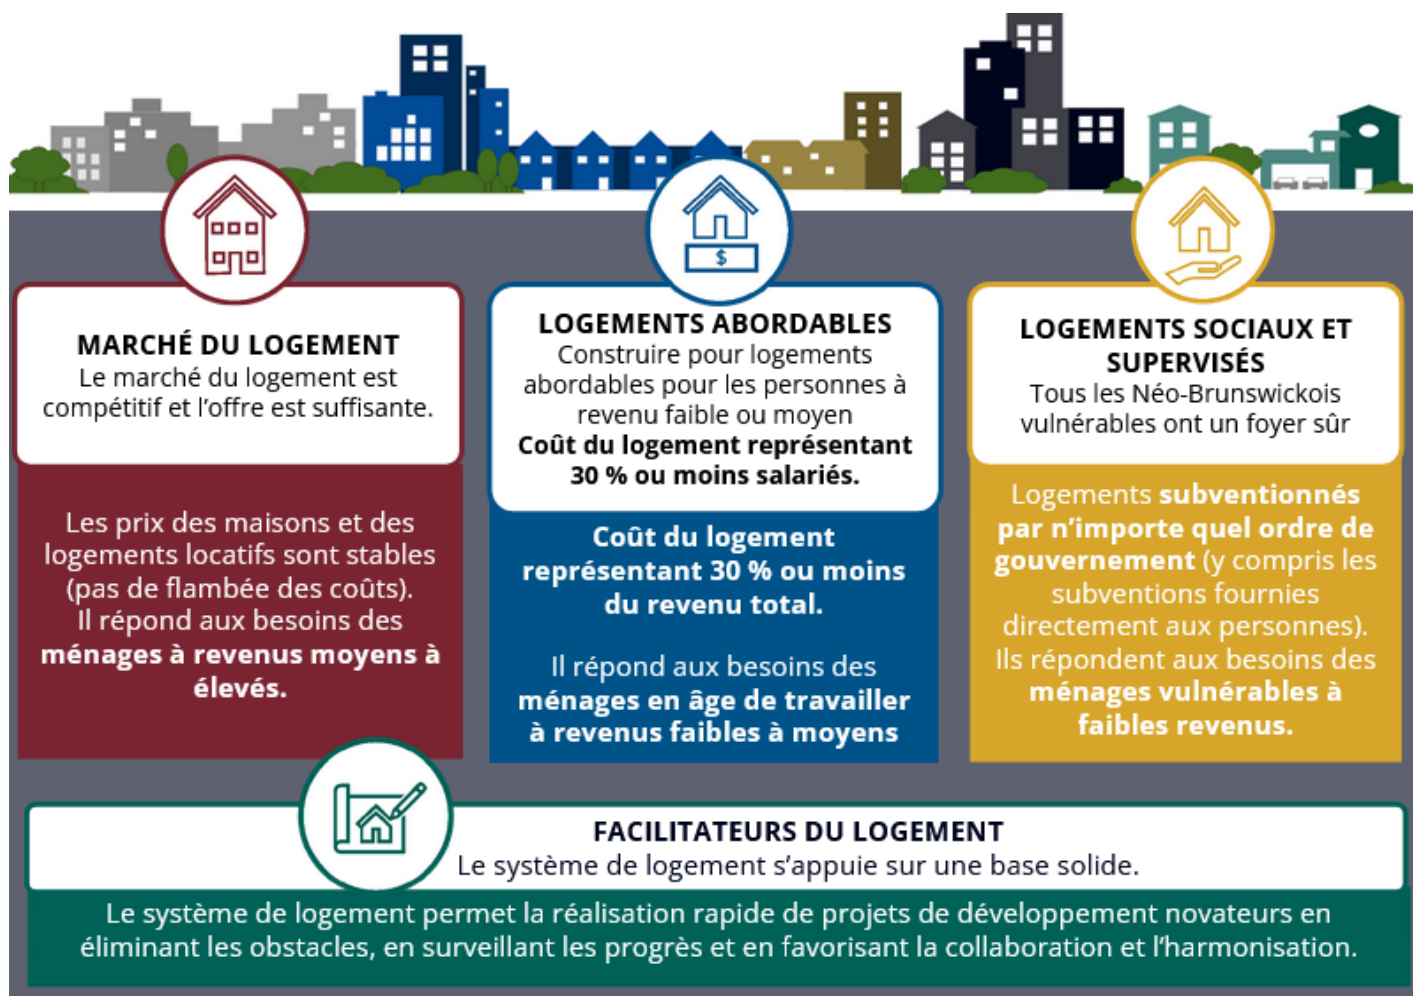 MARCHÉ DU LOGEMENT
Le marché du logement est
compétitif et l’offre est suffisante.
Les prix des maisons et des
logements locatifs sont stables
(pas de flambée des coûts).
Il répond aux besoins des
ménages à revenus moyens à
élevés.
$
LOGEMENTS ABORDABLES
Construire pour logements
abordables pour les personnes à
revenu faible ou moyen
Coût du logement représentant
30 % ou moins salariés.
Coût du logement
représentant 30 % ou moins
du revenu total.
Il répond aux besoins des
ménages en âge de travailler
à revenus faibles à moyens
LOGEMENTS SOCIAUX ET
SUPERVISÉS
Tous les Néo-Brunswickois
vulnérables ont un foyer sûr
Logements subventionnés
par n’importe quel ordre de
gouvernement (y compris les
subventions fournies
directement aux personnes).
Ils répondent aux besoins des
ménages vulnérables à
faibles revenus.
FACILITATEURS DU LOGEMENT
Le système de logement s’appuie sur une base solide.
Le système de logement permet la réalisation rapide de projets de développement novateurs en
éliminant les obstacles, en surveillant les progrès et en favorisant la collaboration et l’harmonisation.